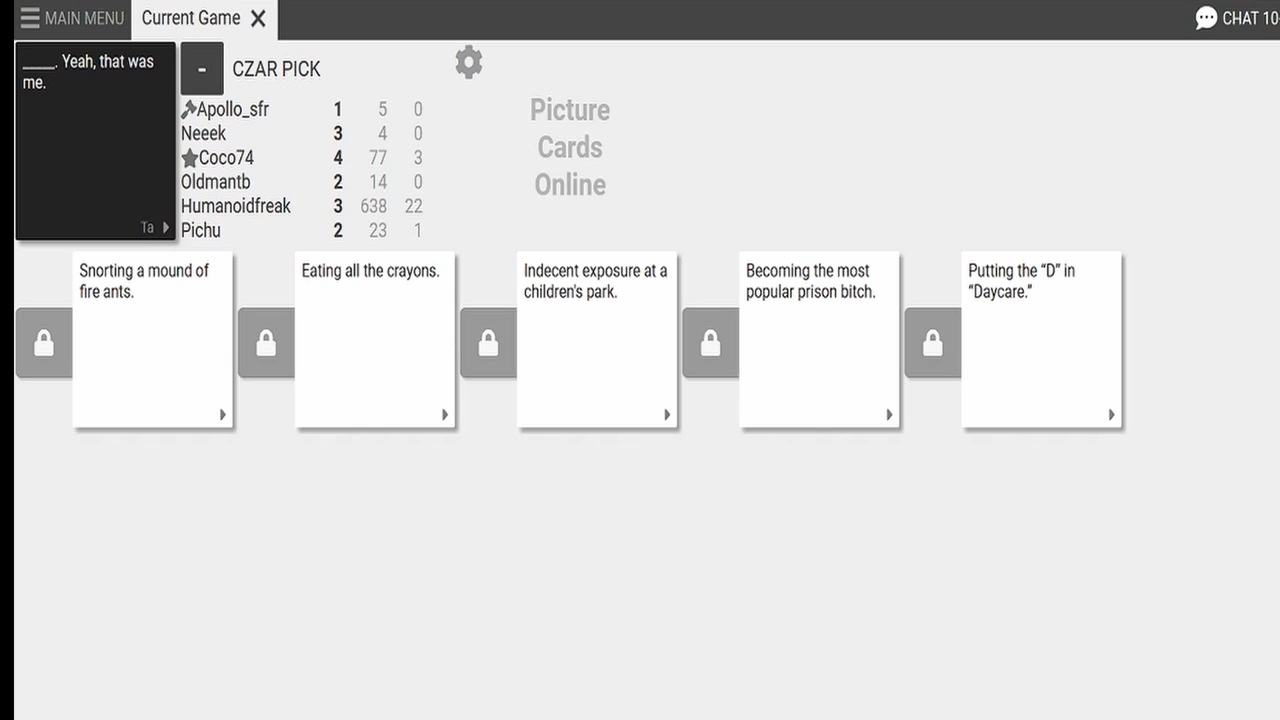 MAIN MENU
Current Game
CHAT 10
_____. Yeah, that was
me.
Ta
-
CZAR PICK
Apollo_sfr 1 5 0
Neeek 3 4 0
Coco74 4 77 3
Oldmantb 2 14 0
Humanoidfreak 3 638 22
Pichu 2 23 1
Picture
Cards
Online
Snorting a mound of
fire ants.
Eating all the crayons.
Indecent exposure at a
children's park.
Becoming the most
popular prison bitch.
Putting the “D” in
“Daycare.”